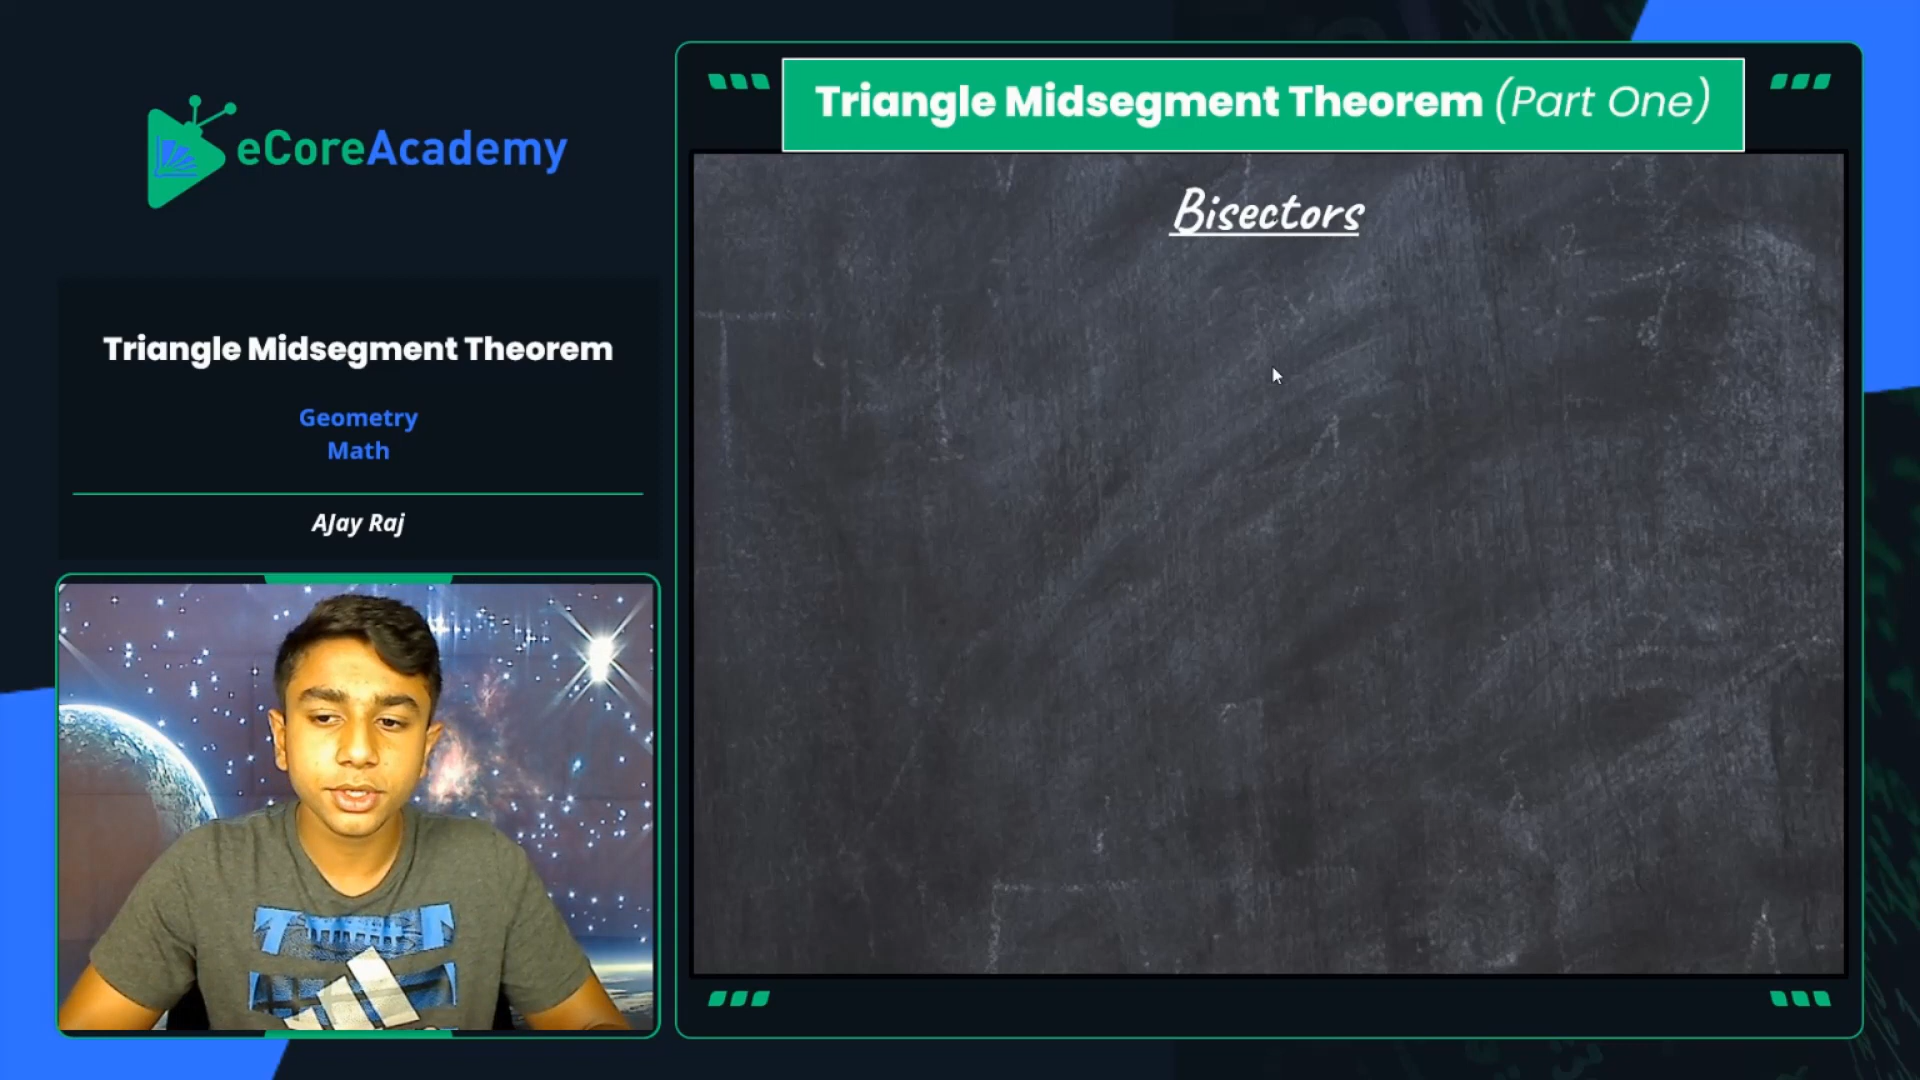 eCoreAcademy
Triangle Midsegment Theorem
Geometry
Math
AJay Raj
Triangle Midsegment Theorem (Part One)
Bisectors